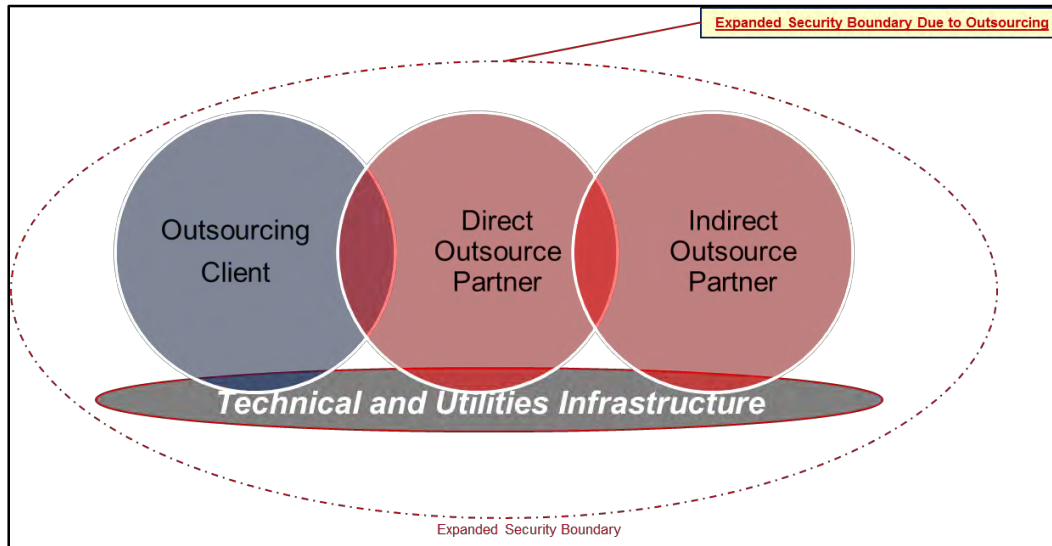 Expanded Security Boundary Due to Outsourcing
Outsourcing
Client
Direct
Outsource
Partner
Indirect
Outsource
Partner
Technical and Utilities Infrastructure
Expanded Security Boundary